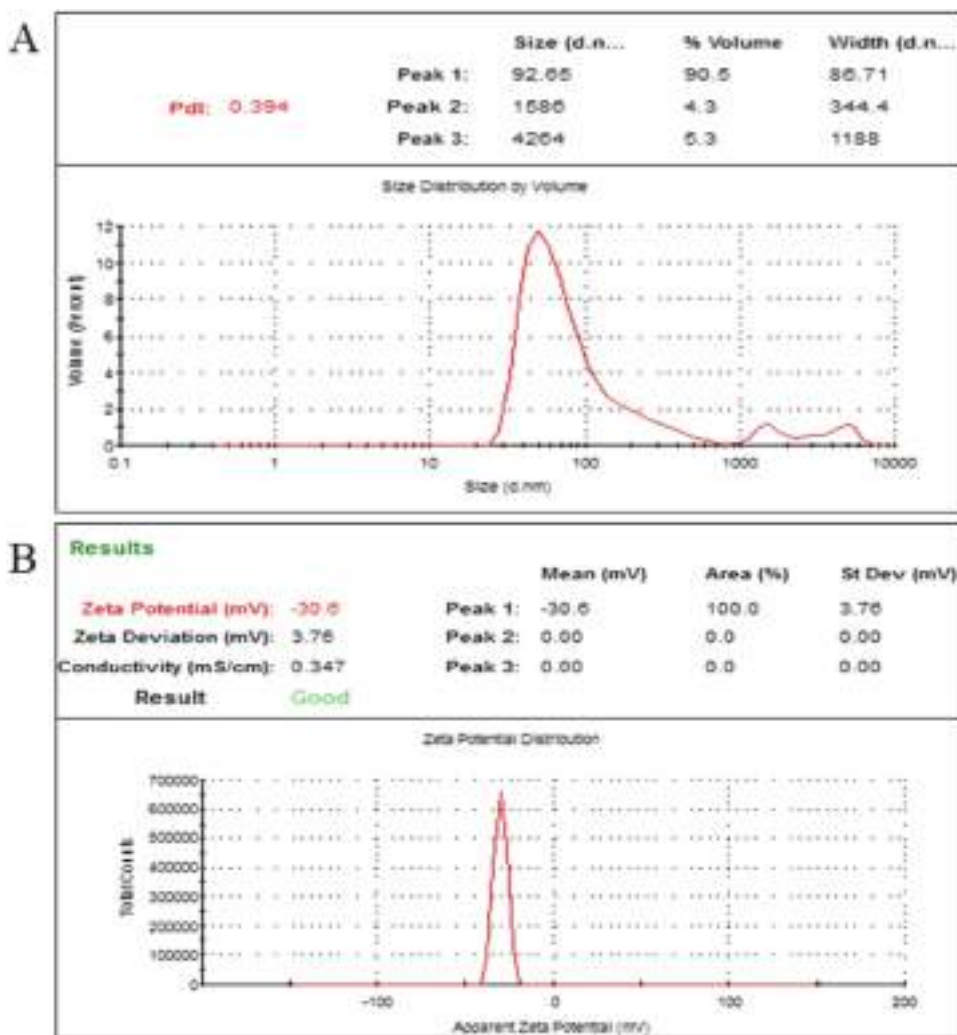 A
Size (d.n... % Volume Width (d.n...
Peak 1: 92.65 90.5 86.71
PdI: 0.394 Peak 2: 1586 4.3 344.4
Peak 3: 4264 5.3 1188
Size Distribution by Volume
Volume (Percent)
12
10
8
6
4
2
0
0.1 1 10 100 1000 10000
Size (d.nm)
B
Results
Mean (mV) Area (%) St Dev (mV)
Zeta Potential (mV): -30.6 Peak 1: -30.6 100.0 3.76
Zeta Deviation (mV): 3.76 Peak 2: 0.00 0.0 0.00
Conductivity (mS/cm): 0.347 Peak 3: 0.00 0.0 0.00
Result Good
Zeta Potential Distribution
Total Counts
700000
600000
500000
400000
300000
200000
100000
0
-100 0 100 200
Apparent Zeta Potential (mV)